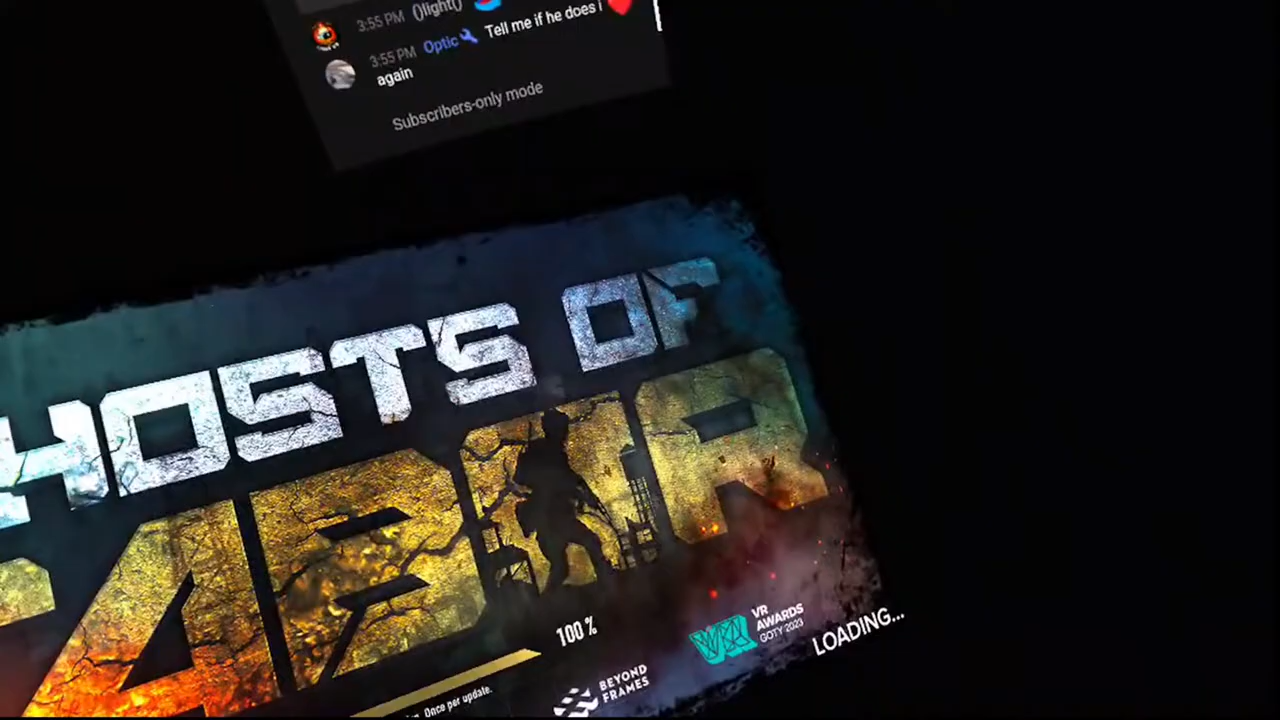 3:55 PM ()light()
3:55 PM Optic Tell me if he does i
again
Subscribers-only mode
HOSTS OF
TABOR
100 %
Once per update.
BEYOND
FRAMES
VR
AWARDS
GOTY 2023
LOADING...